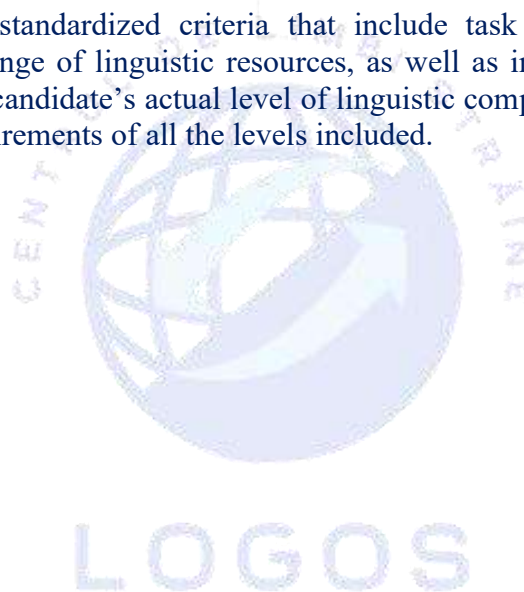 standardized criteria that include task
nge of linguistic resources, as well as in
candidate’s actual level of linguistic comp
irements of all the levels included.
LOGOS